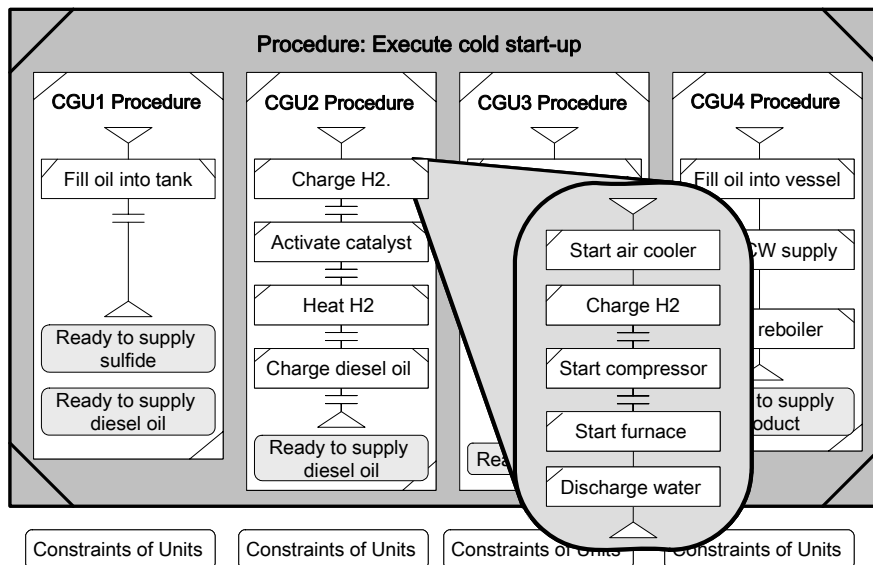 Procedure: Execute cold start-up
CGU1 Procedure
Fill oil into tank
Ready to supply
sulfide
Ready to supply
diesel oil
CGU2 Procedure
Charge H2.
Activate catalyst
Heat H2
Charge diesel oil
Ready to supply
diesel oil
CGU3 Procedure
Start air cooler
Charge H2
Start compressor
Start furnace
Discharge water
CGU4 Procedure
Fill oil into vessel
CW supply
reboiler
to supply
Constraints of Units
Constraints of Units
Constraints of Units
Constraints of Units